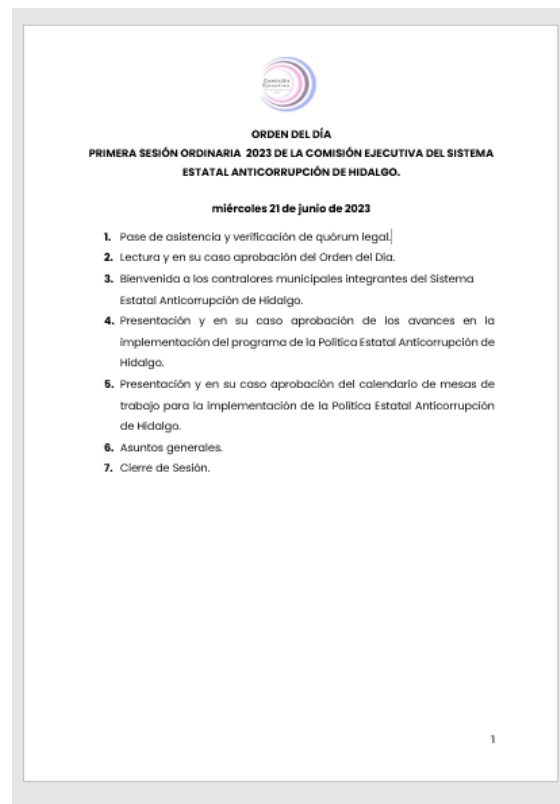 Comisión
Ejecutiva
ORDEN DEL DÍA
PRIMERA SESIÓN ORDINARIA 2023 DE LA COMISIÓN EJECUTIVA DEL SISTEMA
ESTATAL ANTICORRUPCIÓN DE HIDALGO.
miércoles 21 de junio de 2023
1. Pase de asistencia y verificación de quórum legal.
2. Lectura y en su caso aprobación del Orden del Día.
3. Bienvenida a los contralores municipales integrantes del Sistema
Estatal Anticorrupción de Hidalgo.
4. Presentación y en su caso aprobación de los avances en la
implementación del programa de la Política Estatal Anticorrupción de
Hidalgo.
5. Presentación y en su caso aprobación del calendario de mesas de
trabajo para la implementación de la Política Estatal Anticorrupción
de Hidalgo.
6. Asuntos generales.
7. Cierre de Sesión.
1